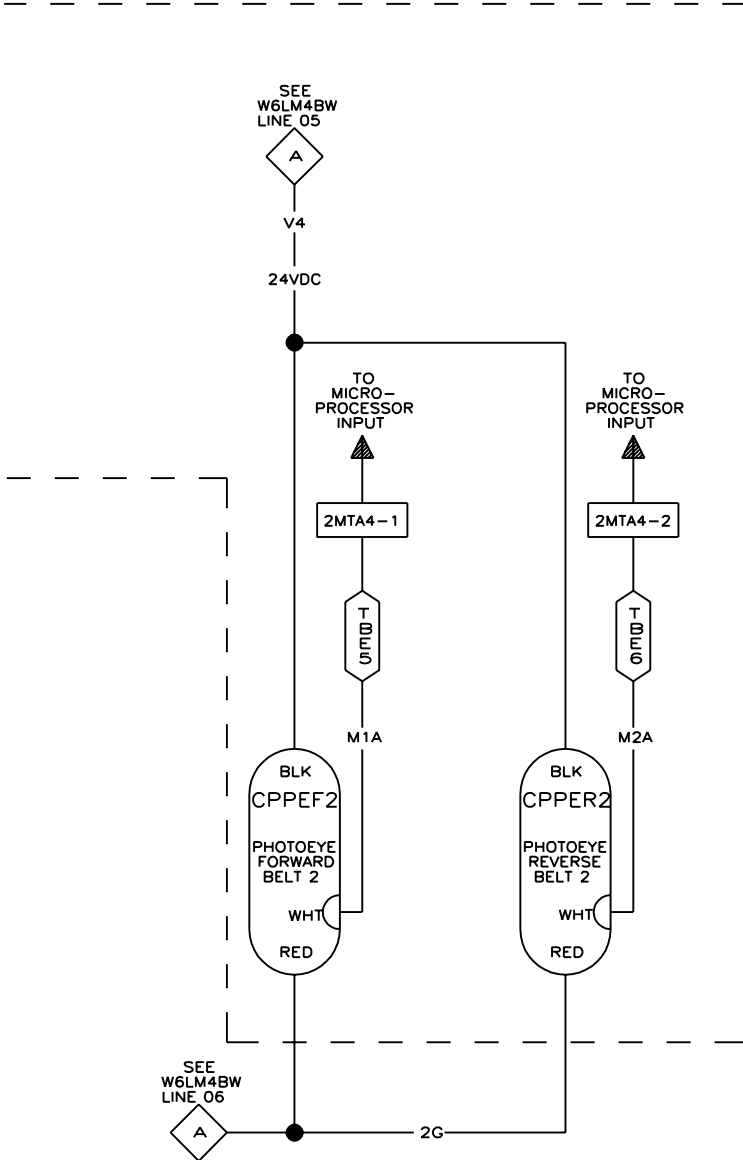 SEE
W6LM4BW
LINE 05
A
V4
24VDC
TO
MICRO-
PROCESSOR
INPUT
TO
MICRO-
PROCESSOR
INPUT
2MTA4-1
2MTA4-2
T
B
E
5
T
B
E
6
M1A
M2A
BLK
CPPEF2
PHOTOEYE
FORWARD
BELT 2
WHT
RED
BLK
CPPER2
PHOTOEYE
REVERSE
BELT 2
WHT
RED
SEE
W6LM4BW
LINE 06
A
2G